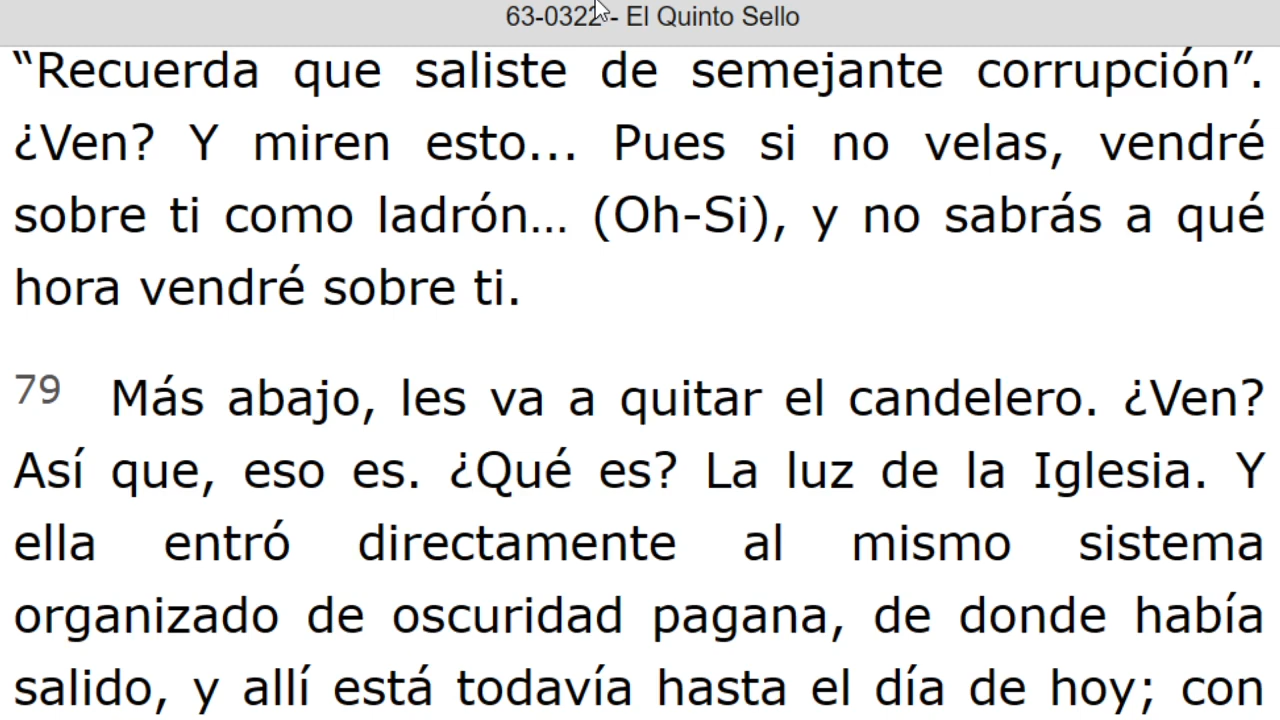 63-0322 - El Quinto Sello
“Recuerda que saliste de semejante corrupción”.
¿Ven? Y miren esto... Pues si no velas, vendré
sobre ti como ladrón... (Oh-Si), y no sabrás a qué
hora vendré sobre ti.
79 Más abajo, les va a quitar el candelero. ¿Ven?
Así que, eso es. ¿Qué es? La luz de la Iglesia. Y
ella entró directamente al mismo sistema
organizado de oscuridad pagana, de donde había
salido, y allí está todavía hasta el día de hoy; con